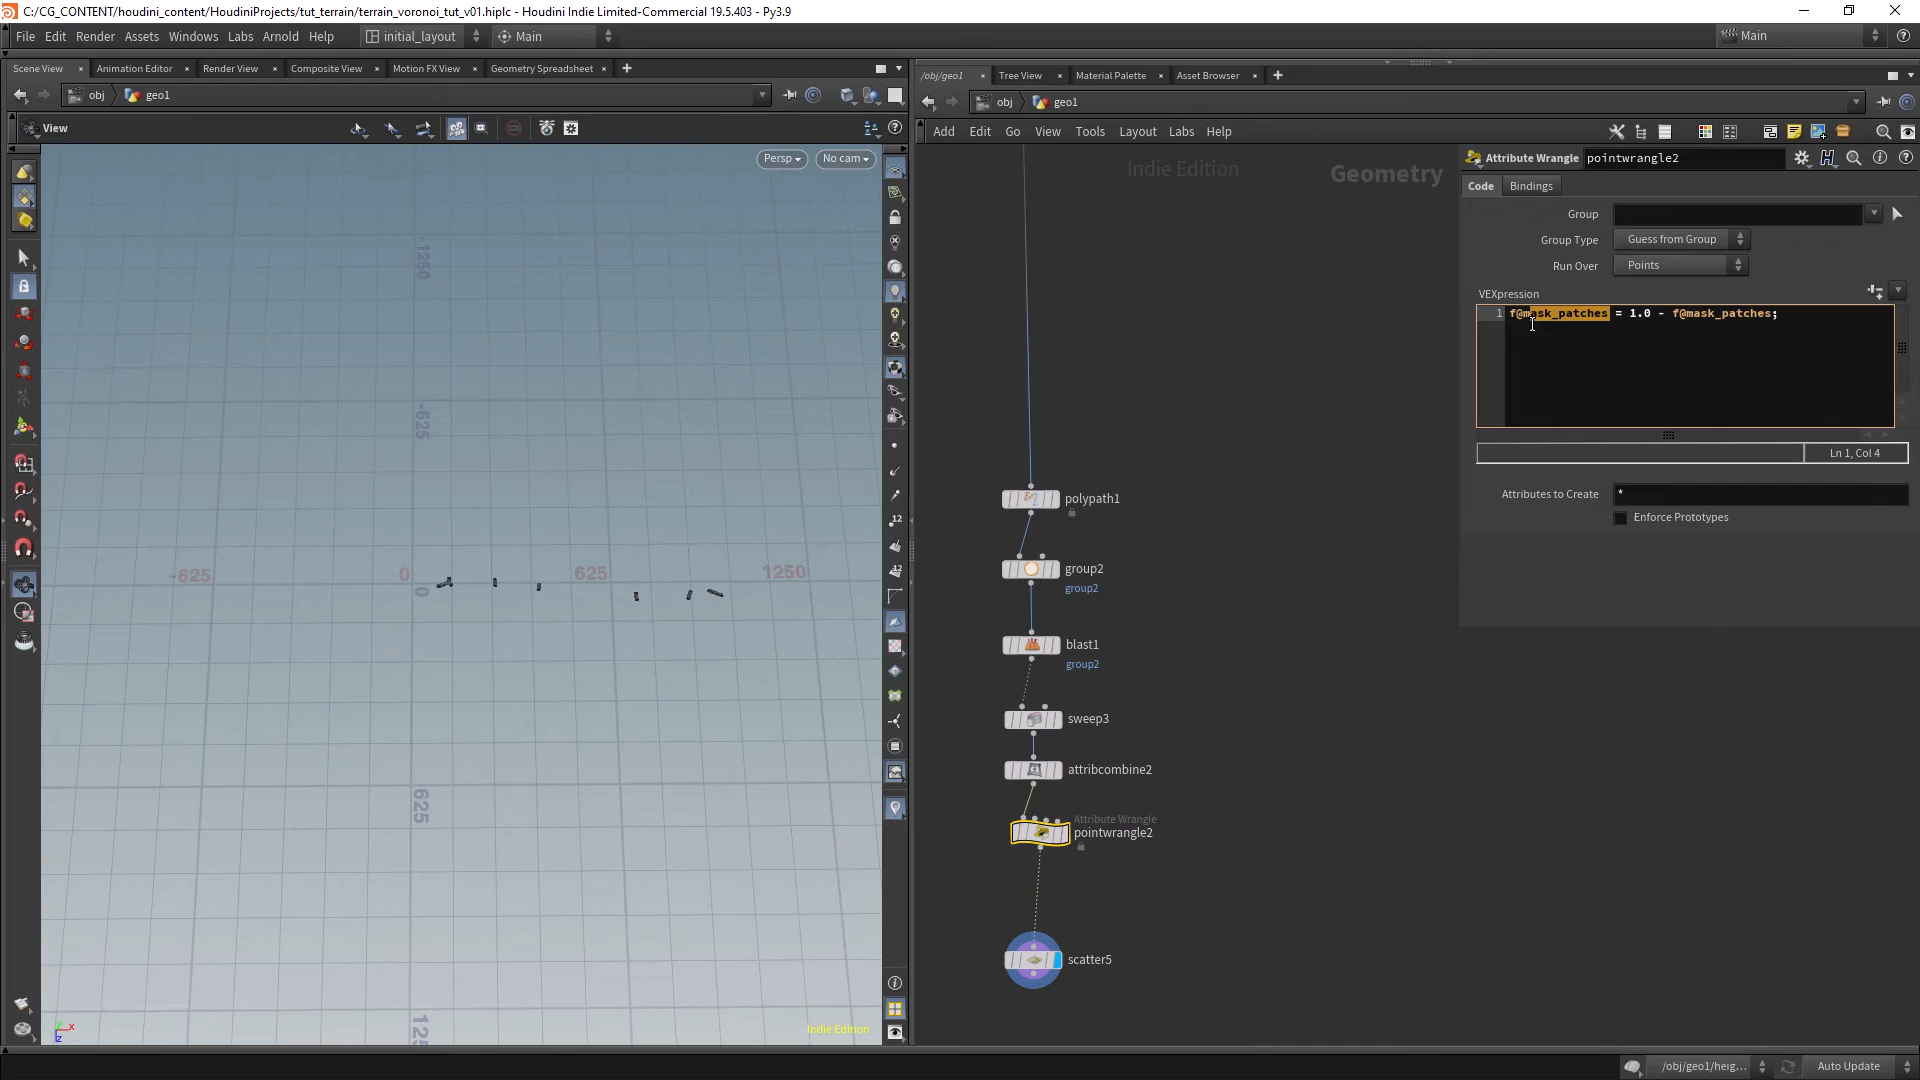 C:/CG_CONTENT/houdini_content/HoudiniProjects/tut_terrain/terrain_voronoi_tut_v01.hiplc - Houdini Indie Limited-Commercial 19.5.403 - Py3.9
File Edit Render Assets Windows Labs Arnold Help initial_layout Main Main
Scene View Animation Editor Render View Composite View Motion FX View Geometry Spreadsheet
/obj/geo1 Tree View Material Palette Asset Browser
obj geo1
obj geo1
View
Add Edit Go View Tools Layout Labs Help
Persp No cam
Indie Edition
Geometry
Attribute Wrangle pointwrangle2
Code Bindings
Group
Group Type Guess from Group
Run Over Points
VEXpression
1 f@mask_patches = 1.0 - f@mask_patches;
Ln 1, Col 4
Attributes to Create *
Enforce Prototypes
-1250
-625
-625 0 625 1250
0
625
125
Indie Edition
y x
z
12
12
polypath1
group2
group2
blast1
group2
sweep3
attribcombine2
Attribute Wrangle
pointwrangle2
scatter5
/obj/geo1/heig... Auto Update